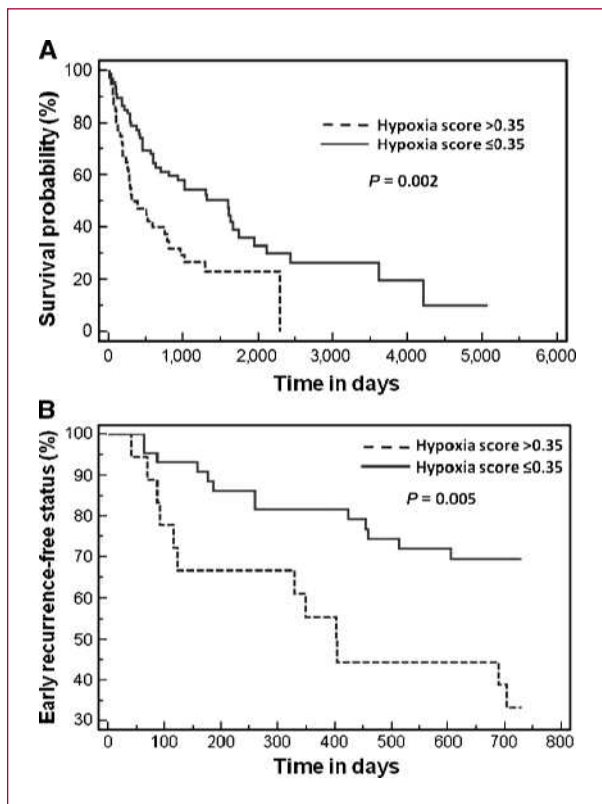 A
100
80
60
40
20
0
Survival probability (%)
Hypoxia score >0.35
Hypoxia score ≤0.35
P = 0.002
0 1,000 2,000 3,000 4,000 5,000 6,000
Time in days
B
100
90
80
70
60
50
40
30
Early recurrence-free status (%)
Hypoxia score >0.35
Hypoxia score ≤0.35
P = 0.005
0 100 200 300 400 500 600 700 800
Time in days